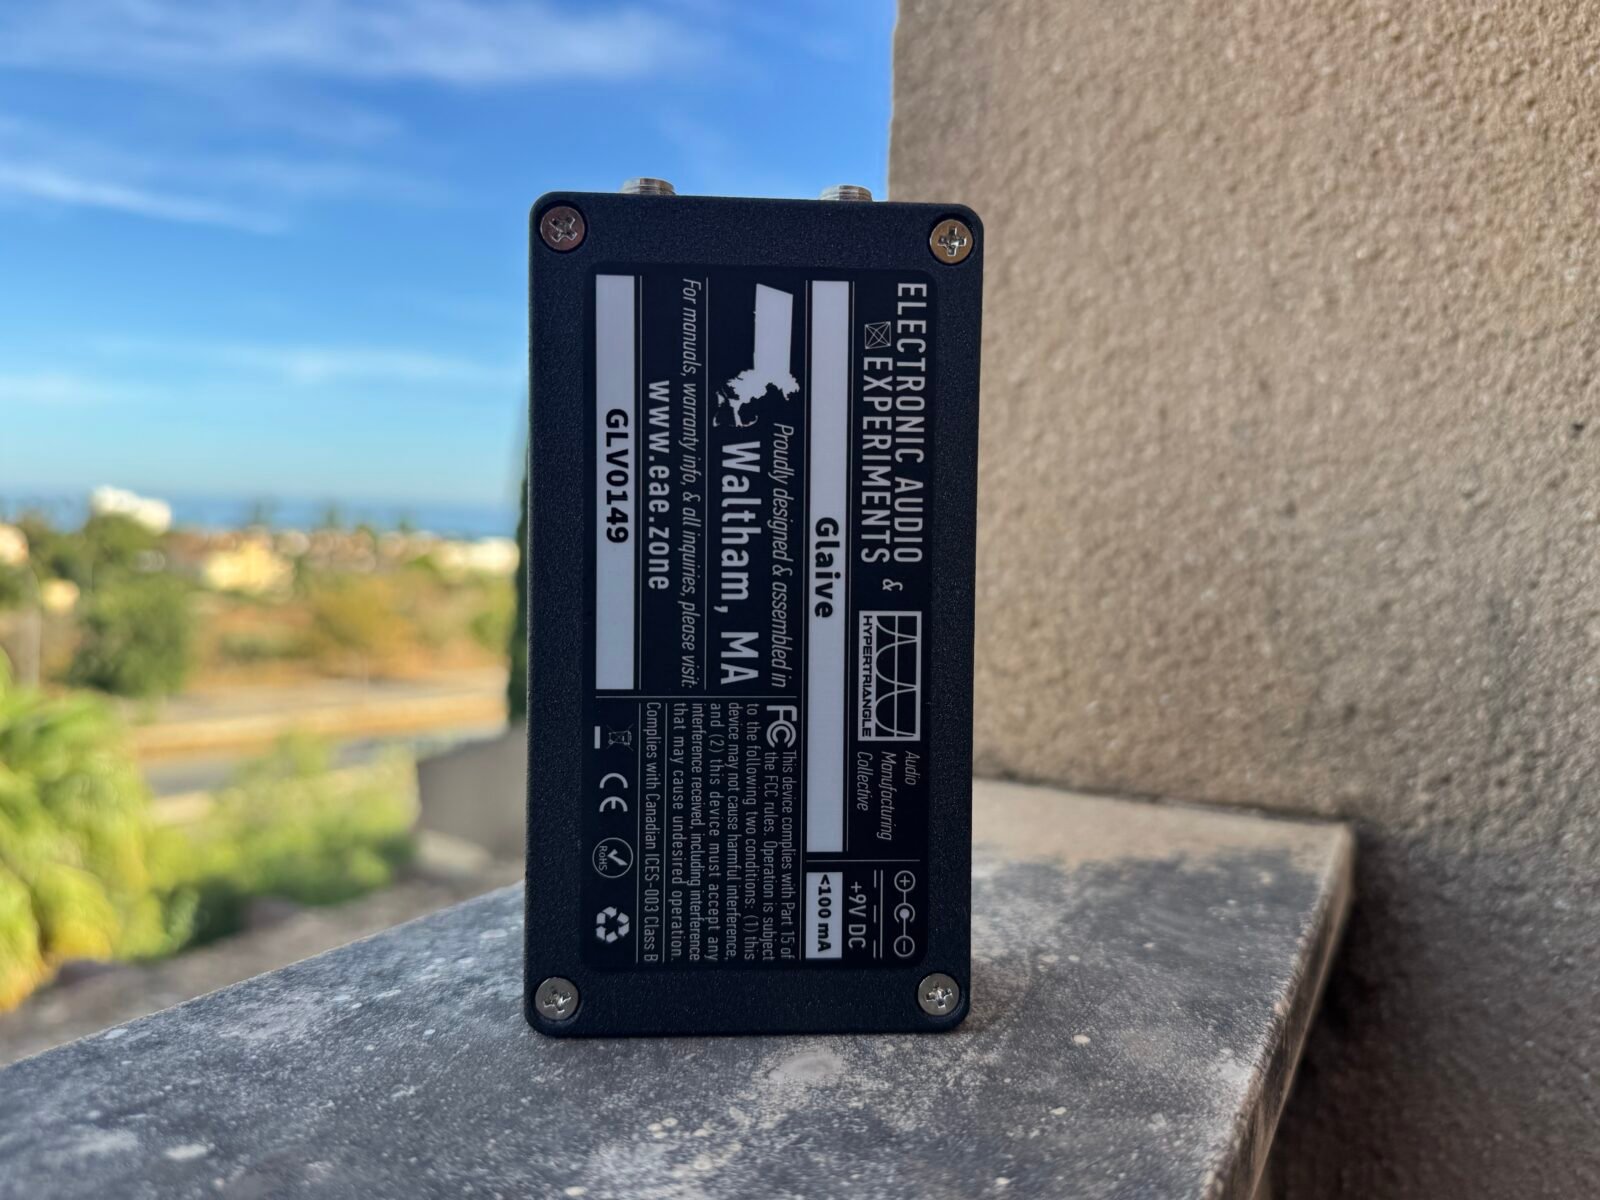 ELECTRONIC AUDIO
EXPERIMENTS
&
HYPERTRIANGLE
Audio
Manufacturing
Collective
Glaive
Proudly designed & assembled in
Waltham, MA
For manuals, warranty info, & all inquiries, please visit:
www.eae.zone
GLV0149
+9V DC
<100 mA
FC This device complies with Part 15 of
the FCC rules. Operation is subject
to the following two conditions: (1) this
device may not cause harmful interference,
and (2) this device must accept any
interference received, including interference
that may cause undesired operation.
Complies with Canadian ICES-003 Class B
CE
RoHS